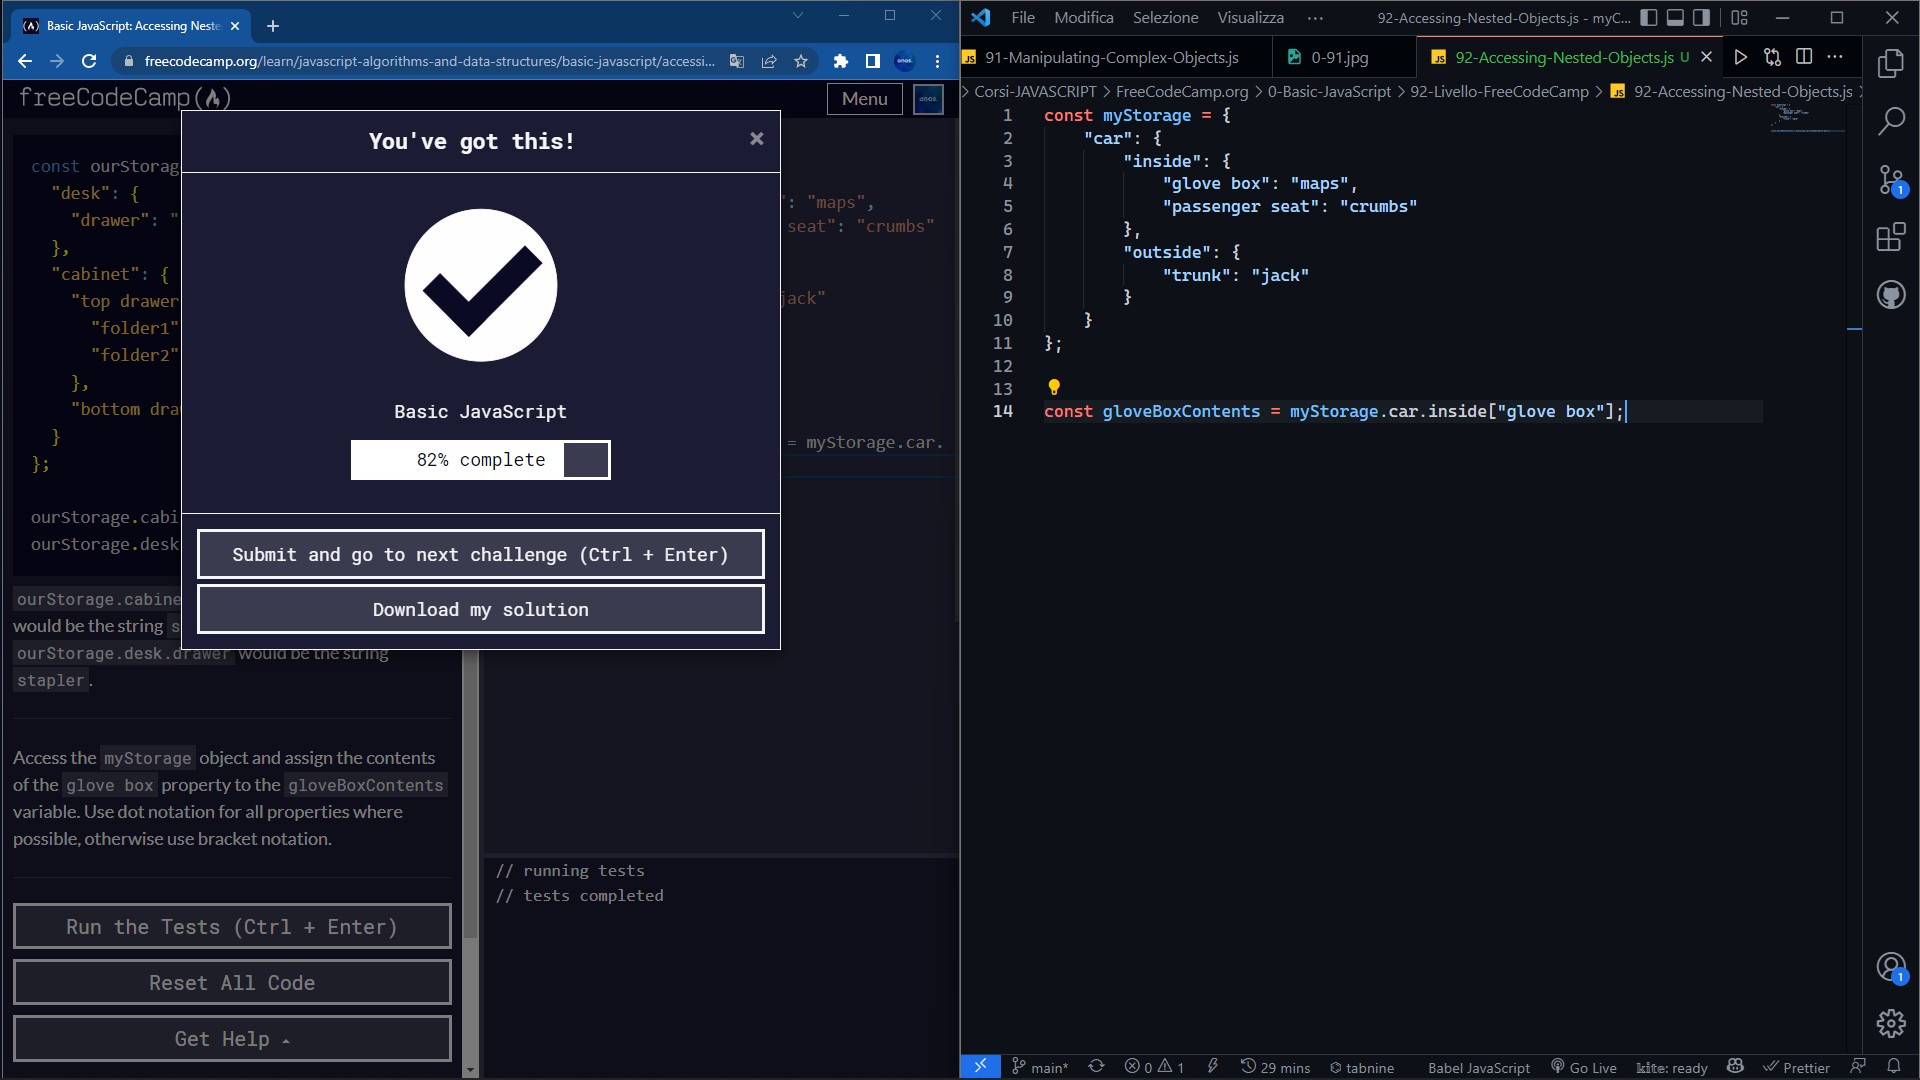 Basic JavaScript: Accessing Neste
freecodecamp.org/learn/javascript-algorithms-and-data-structures/basic-javascript/accessi...
freeCodeCamp
Menu
const ourStorag
"desk": {
"drawer": "
},
"cabinet": {
"top drawer
"folder1"
"folder2"
},
"bottom dra
}
};
ourStorage.cabi
ourStorage.desk
ourStorage.cabine
would be the string s
ourStorage.desk.drawer would be the string
stapler.
Access the myStorage object and assign the contents
of the glove box property to the gloveBoxContents
variable. Use dot notation for all properties where
possible, otherwise use bracket notation.
Run the Tests (Ctrl + Enter)
Reset All Code
Get Help
You've got this!
×
Basic JavaScript
82% complete
Submit and go to next challenge (Ctrl + Enter)
Download my solution
": "maps",
seat": "crumbs"
jack"
= myStorage.car.
// running tests
// tests completed
File Modifica Selezione Visualizza ··· 92-Accessing-Nested-Objects.js - myC...
JS 91-Manipulating-Complex-Objects.js 0-91.jpg JS 92-Accessing-Nested-Objects.js U
> Corsi-JAVASCRIPT > FreeCodeCamp.org > 0-Basic-JavaScript > 92-Livello-FreeCodeCamp > JS 92-Accessing-Nested-Objects.js >
1 const myStorage = {
2 "car": {
3 "inside": {
4 "glove box": "maps",
5 "passenger seat": "crumbs"
6 },
7 "outside": {
8 "trunk": "jack"
9 }
10 }
11 };
12
13
14 const gloveBoxContents = myStorage.car.inside["glove box"];
1
1
main* 0 1 29 mins tabnine Babel JavaScript Go Live kite: ready Prettier